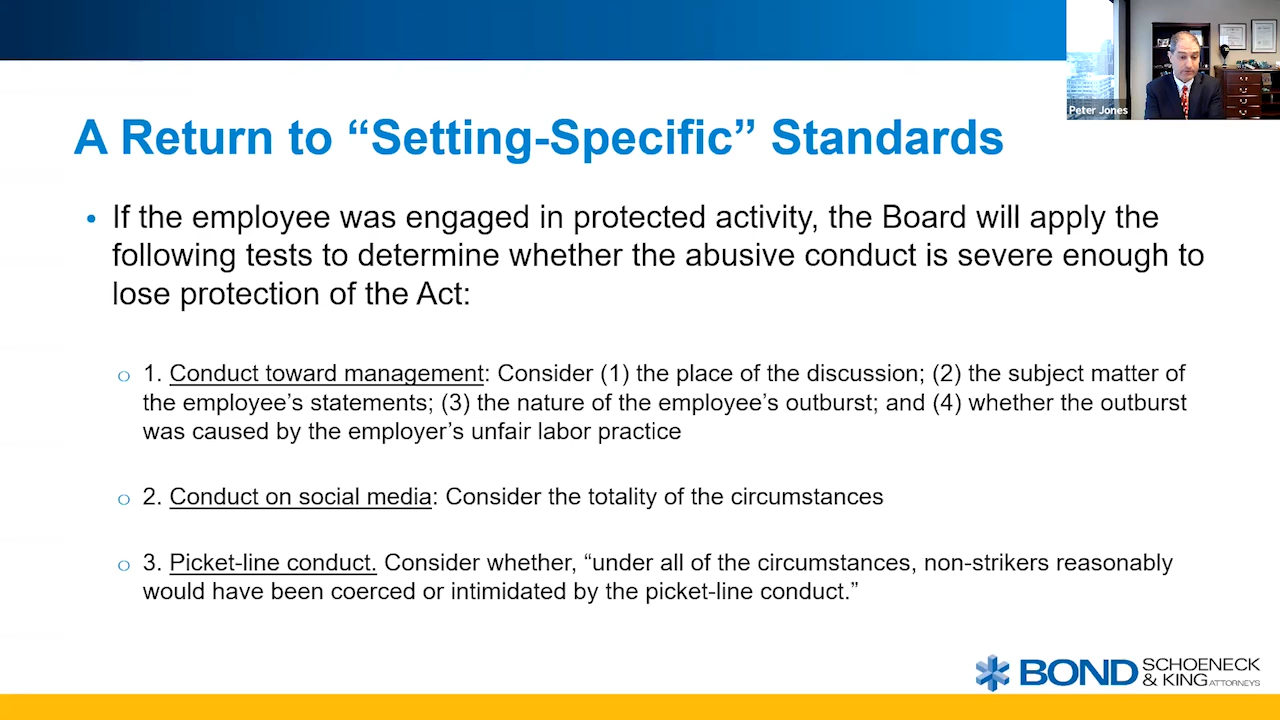 Peter Jones
A Return to “Setting-Specific” Standards
• If the employee was engaged in protected activity, the Board will apply the
following tests to determine whether the abusive conduct is severe enough to
lose protection of the Act:
o 1. Conduct toward management: Consider (1) the place of the discussion; (2) the subject matter of
the employee’s statements; (3) the nature of the employee’s outburst; and (4) whether the outburst
was caused by the employer’s unfair labor practice
o 2. Conduct on social media: Consider the totality of the circumstances
o 3. Picket-line conduct. Consider whether, “under all of the circumstances, non-strikers reasonably
would have been coerced or intimidated by the picket-line conduct.”
BOND SCHOENECK
& KING ATTORNEYS